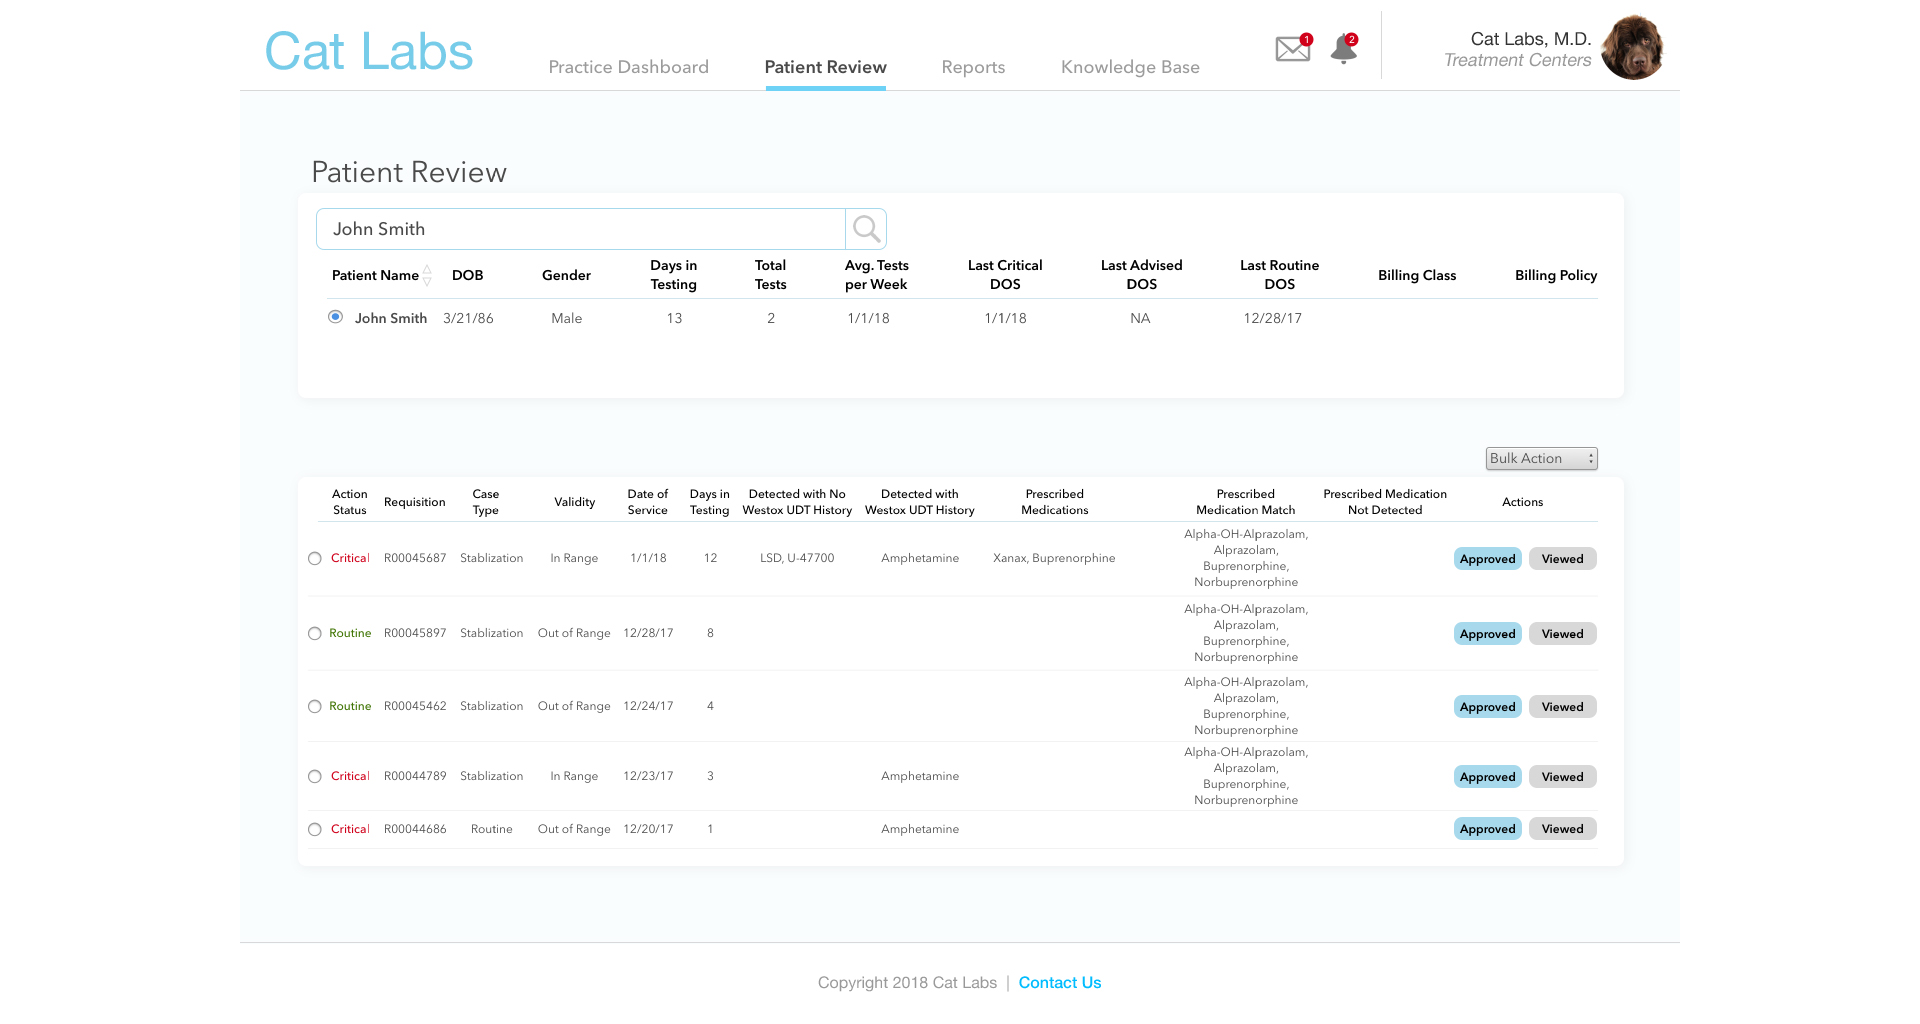 Cat Labs
Practice Dashboard
Patient Review
Reports
Knowledge Base
1
2
Cat Labs, M.D.
Treatment Centers
Patient Review
John Smith
Patient Name DOB Gender Days in Testing Total Tests Avg. Tests per Week Last Critical DOS Last Advised DOS Last Routine DOS Billing Class Billing Policy
John Smith 3/21/86 Male 13 2 1/1/18 1/1/18 NA 12/28/17
Bulk Action
Action Status Requisition Case Type Validity Date of Service Days in Testing Detected with No Westox UDT History Detected with Westox UDT History Prescribed Medications Prescribed Medication Match Prescribed Medication Not Detected Actions
Critical R00045687 Stablization In Range 1/1/18 12 LSD, U-47700 Amphetamine Xanax, Buprenorphine Alpha-OH-Alprazolam, Alprazolam, Buprenorphine, Norbuprenorphine Approved Viewed
Routine R00045897 Stablization Out of Range 12/28/17 8 Alpha-OH-Alprazolam, Alprazolam, Buprenorphine, Norbuprenorphine Approved Viewed
Routine R00045462 Stablization Out of Range 12/24/17 4 Alpha-OH-Alprazolam, Alprazolam, Buprenorphine, Norbuprenorphine Approved Viewed
Critical R00044789 Stablization In Range 12/23/17 3 Amphetamine Alpha-OH-Alprazolam, Alprazolam, Buprenorphine, Norbuprenorphine Approved Viewed
Critical R00044686 Routine Out of Range 12/20/17 1 Amphetamine Approved Viewed
Copyright 2018 Cat Labs | Contact Us